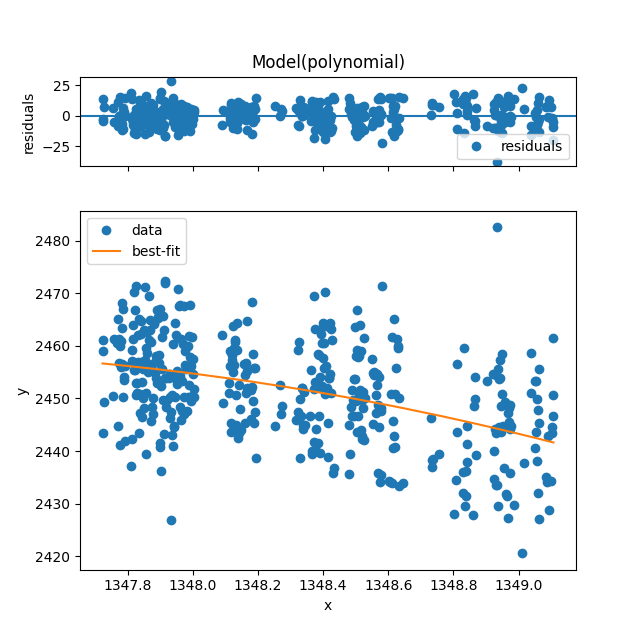 Model(polynomial)
25
0
−25
residuals
residuals
data
best-fit
2480
2470
2460
2450
2440
2430
2420
y
1347.8 1348.0 1348.2 1348.4 1348.6 1348.8 1349.0
x